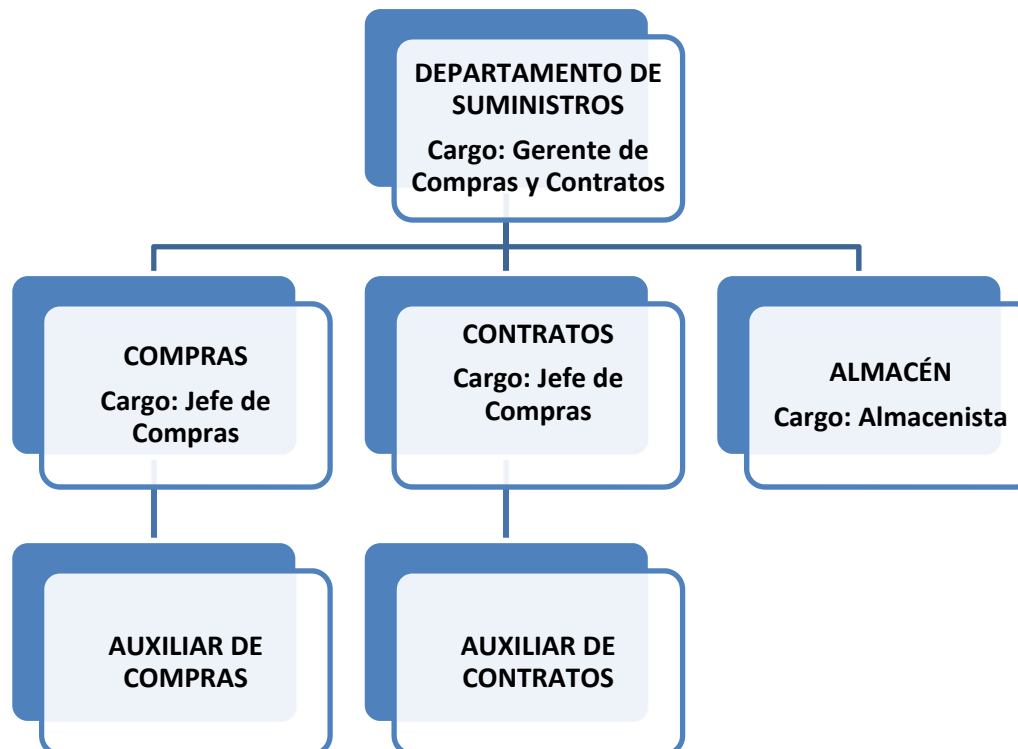 DEPARTAMENTO DE
SUMINISTROS
Cargo: Gerente de
Compras y Contratos
COMPRAS
Cargo: Jefe de
Compras
CONTRATOS
Cargo: Jefe de
Compras
ALMACÉN
Cargo: Almacenista
AUXILIAR DE
COMPRAS
AUXILIAR DE
CONTRATOS